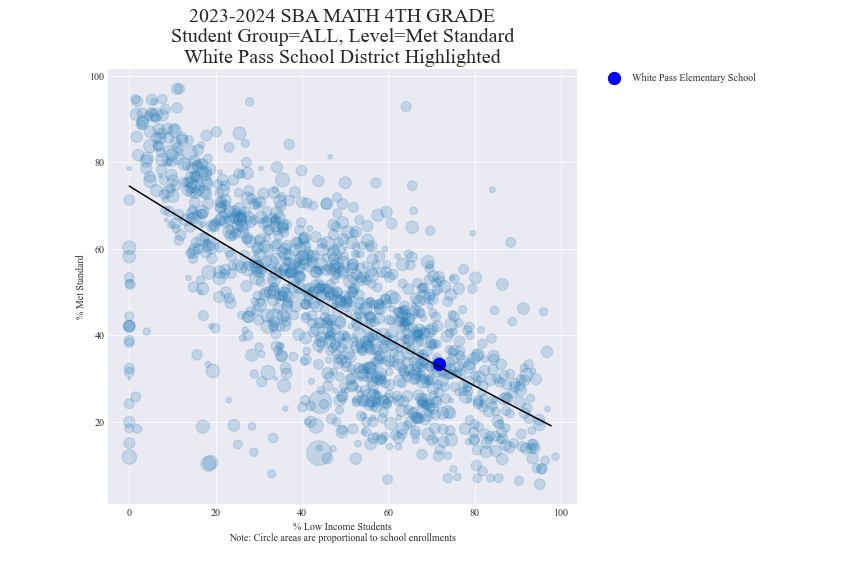 2023-2024 SBA MATH 4TH GRADE
Student Group=ALL, Level=Met Standard
White Pass School District Highlighted
White Pass Elementary School
100
80
60
40
20
% Met Standard
0 20 40 60 80 100
% Low Income Students
Note: Circle areas are proportional to school enrollments